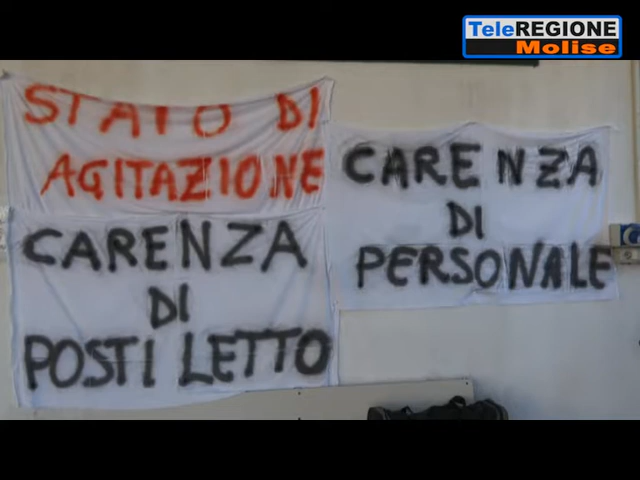 TeleREGIONE
Molise
STATO DI
AGITAZIONE
CARENZA
DI
POSTI LETTO
CARENZA
DI
PERSONALE